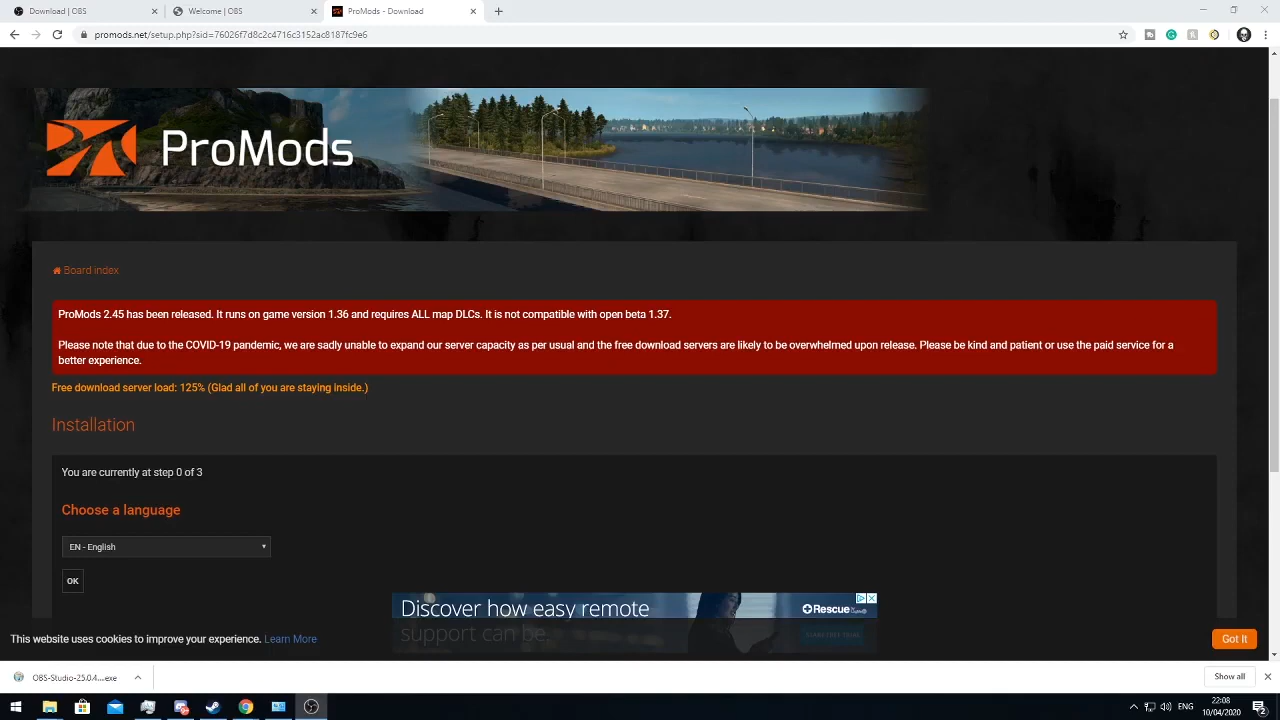 Download | OBS
Welcome | OBS
ProMods - Download
promods.net/setup.php?sid=76026f7d8c2c4716c3152ac8187fc9e6
ProMods
Board index
ProMods 2.45 has been released. It runs on game version 1.36 and requires ALL map DLCs. It is not compatible with open beta 1.37.
Please note that due to the COVID-19 pandemic, we are sadly unable to expand our server capacity as per usual and the free download servers are likely to be overwhelmed upon release. Please be kind and patient or use the paid service for a
better experience.
Free download server load: 125% (Glad all of you are staying inside.)
Installation
You are currently at step 0 of 3
Choose a language
EN - English
OK
Discover how easy remote
support can be.
Rescue
This website uses cookies to improve your experience. Learn More
Got It
OBS-Studio-25.0.4....exe
Show all
ENG
22:08
10/04/2020
2